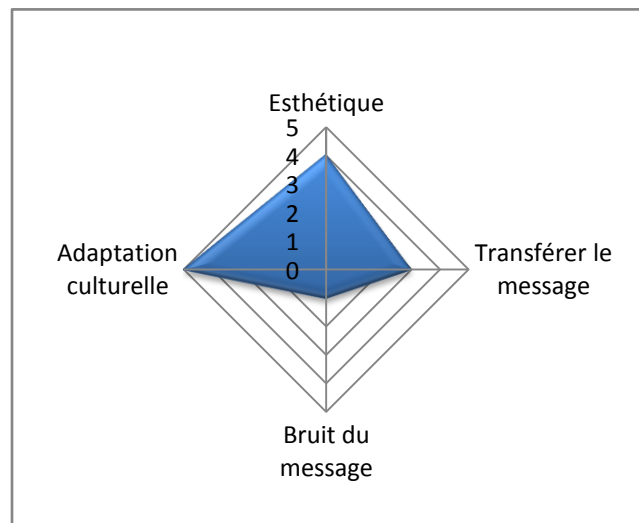 Esthétique
5
4
3
2
1
0
Adaptation
culturelle
Transférer le
message
Bruit du
message